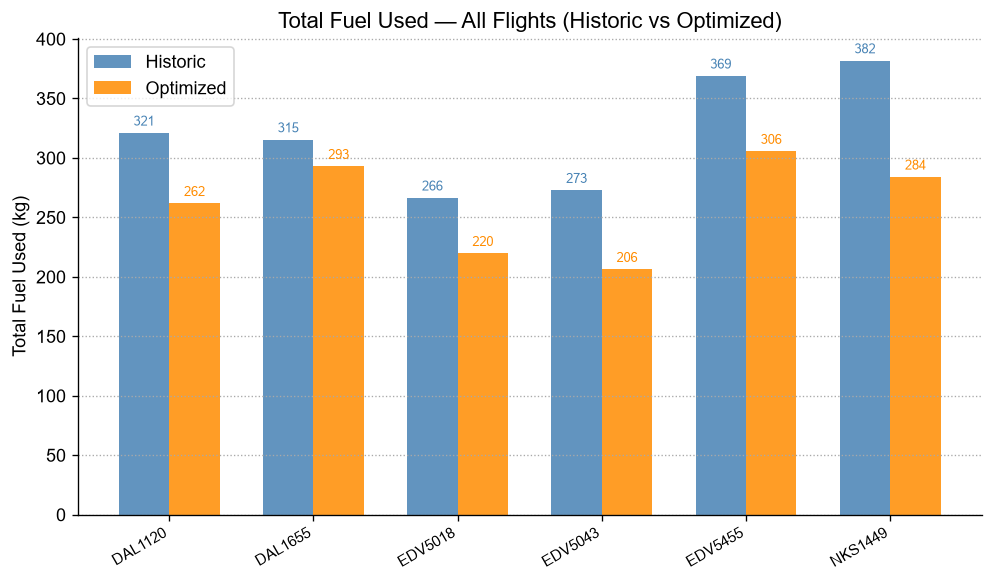 Total Fuel Used — All Flights (Historic vs Optimized)
Historic
Optimized
Total Fuel Used (kg)
400
350
300
250
200
150
100
50
0
321
262
315
293
266
220
273
206
369
306
382
284
DAL1120
DAL1655
EDV5018
EDV5043
EDV5455
NKS1449